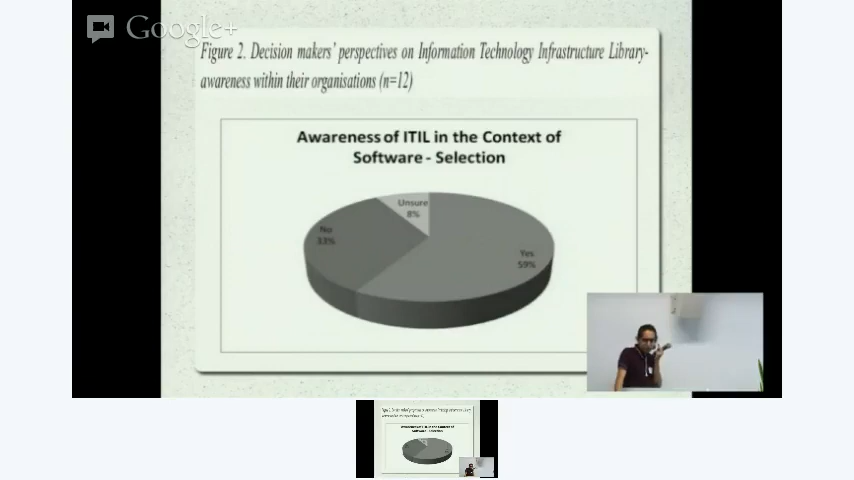 Google+
Figure 2. Decision makers' perspectives on Information Technology Infrastructure Library-
awareness within their organisations (n=12)
Awareness of ITIL in the Context of
Software - Selection
Unsure
8%
No
33%
Yes
59%